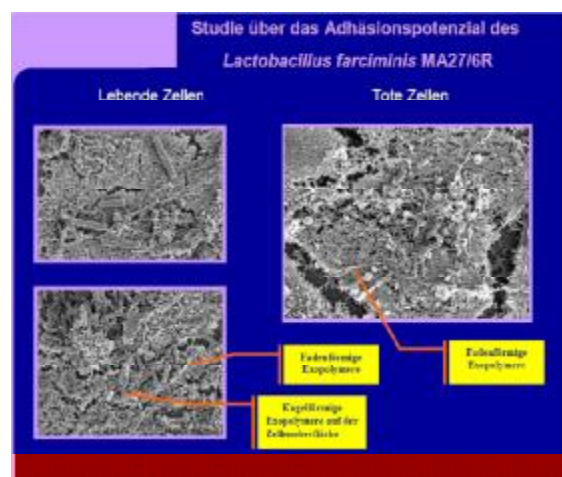 Studie über das Adhäsionspotenzial des
Lactobacillus farciminis MA27/6R
Lebende Zellen
Tote Zellen
Fadenförmige
Exopolymere
Fadenförmige
Exopolymere
Kugelförmige
Exopolymere auf der
Zellenoberfläche